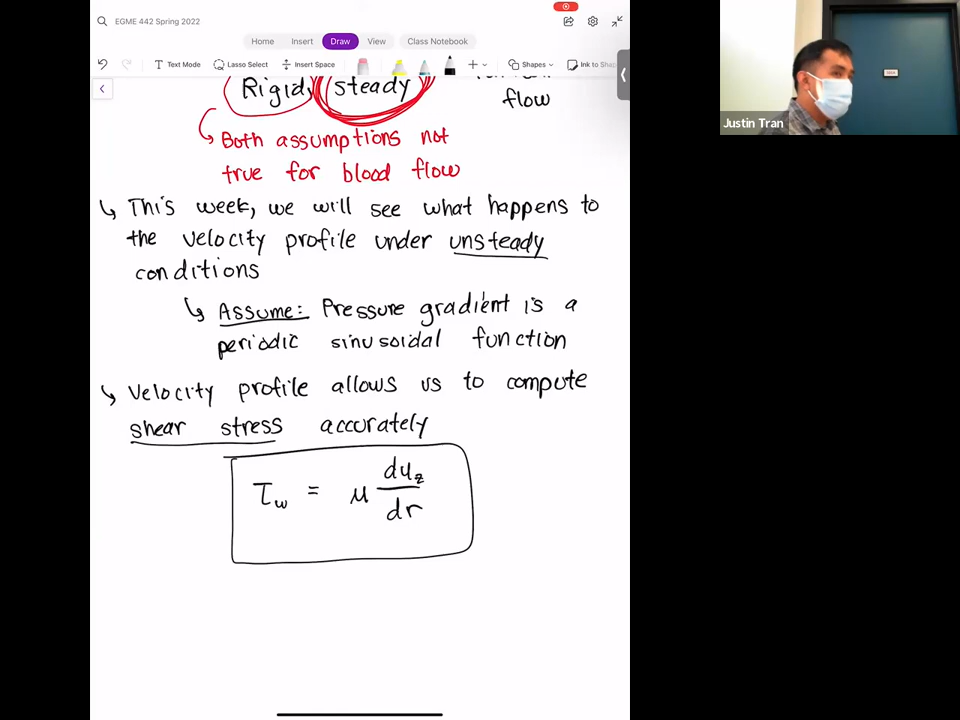 EGME 442 Spring 2022
Home Insert Draw View Class Notebook
Text Mode Lasso Select Insert Space Shapes Ink to Shap
Rigid, steady
flow
Both assumptions not
true for blood flow
This week, we will see what happens to
the velocity profile under unsteady
conditions
Assume: Pressure gradient is a
periodic sinusoidal function
Velocity profile allows us to compute
shear stress accurately
τw = μ duz/dr
Justin Tran